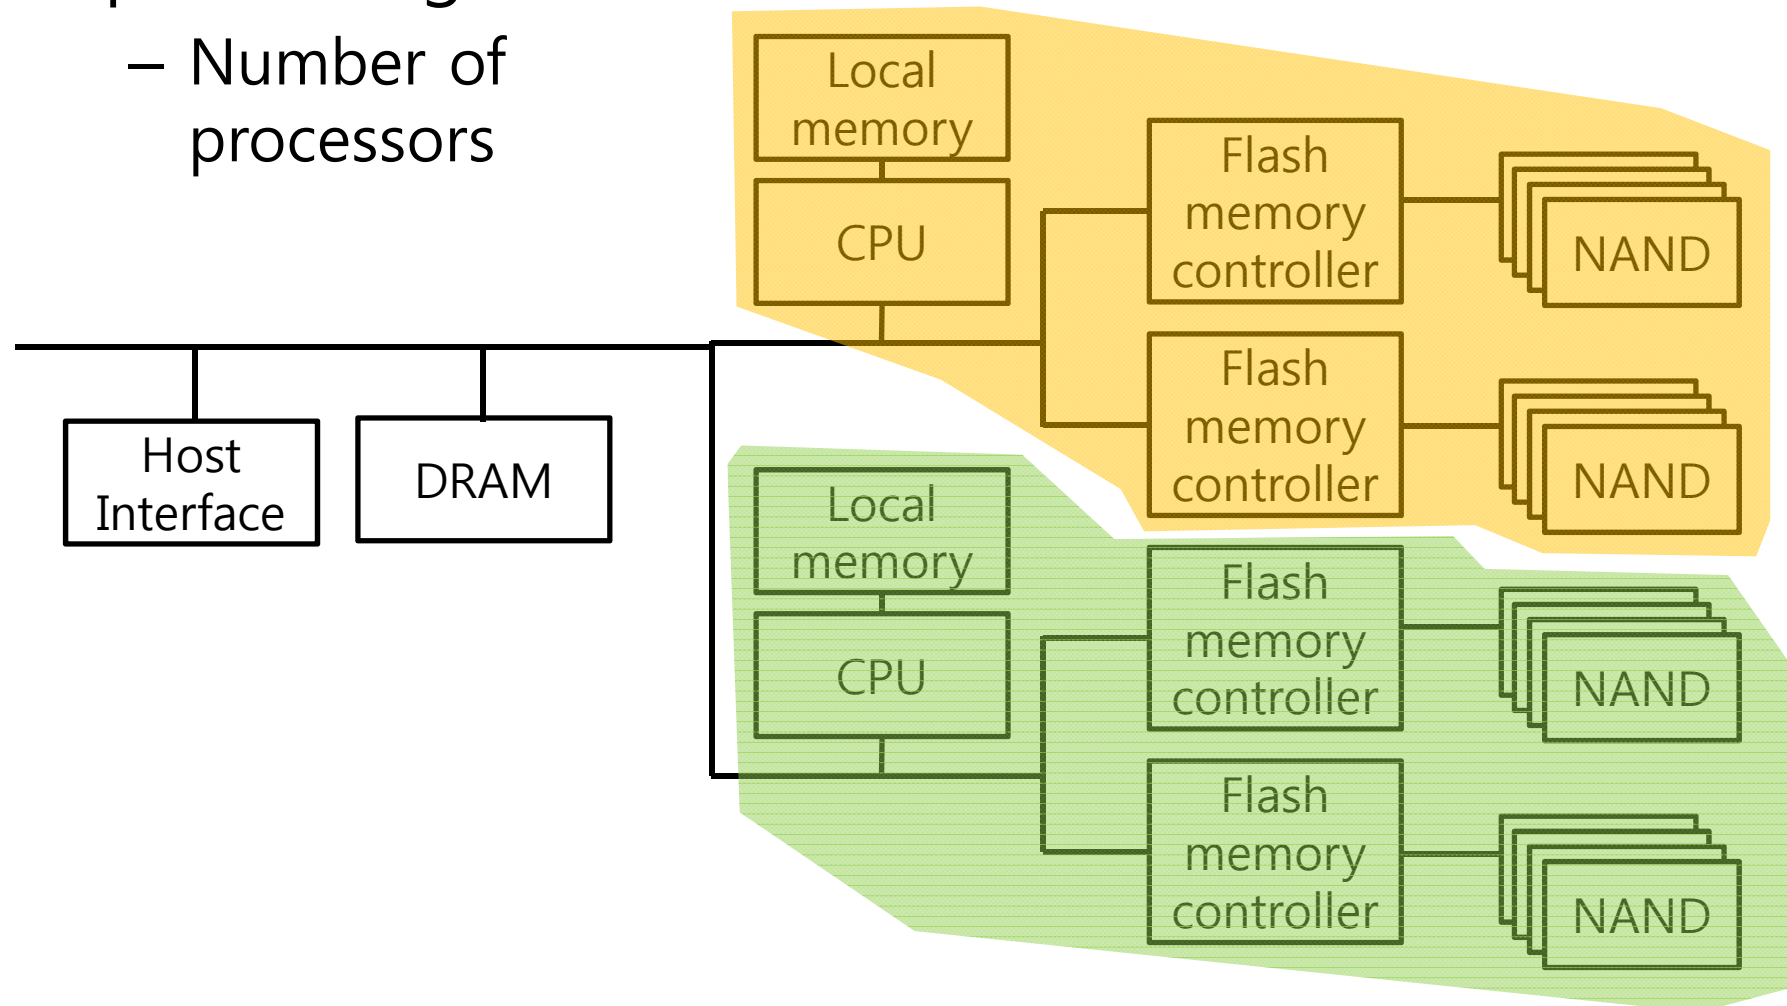 – Number of
processors
Local
memory
CPU
Flash
memory
controller
NAND
Flash
memory
controller
NAND
Host
Interface
DRAM
Local
memory
CPU
Flash
memory
controller
NAND
Flash
memory
controller
NAND